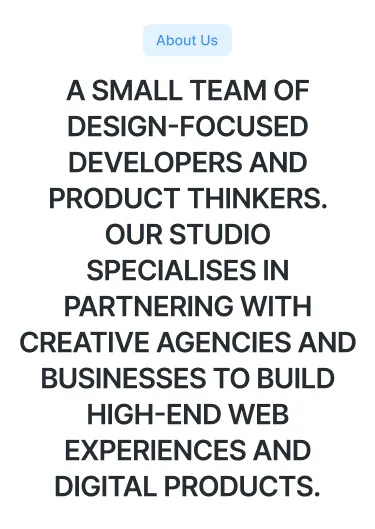 About Us
A SMALL TEAM OF
DESIGN-FOCUSED
DEVELOPERS AND
PRODUCT THINKERS.
OUR STUDIO
SPECIALISES IN
PARTNERING WITH
CREATIVE AGENCIES AND
BUSINESSES TO BUILD
HIGH-END WEB
EXPERIENCES AND
DIGITAL PRODUCTS.